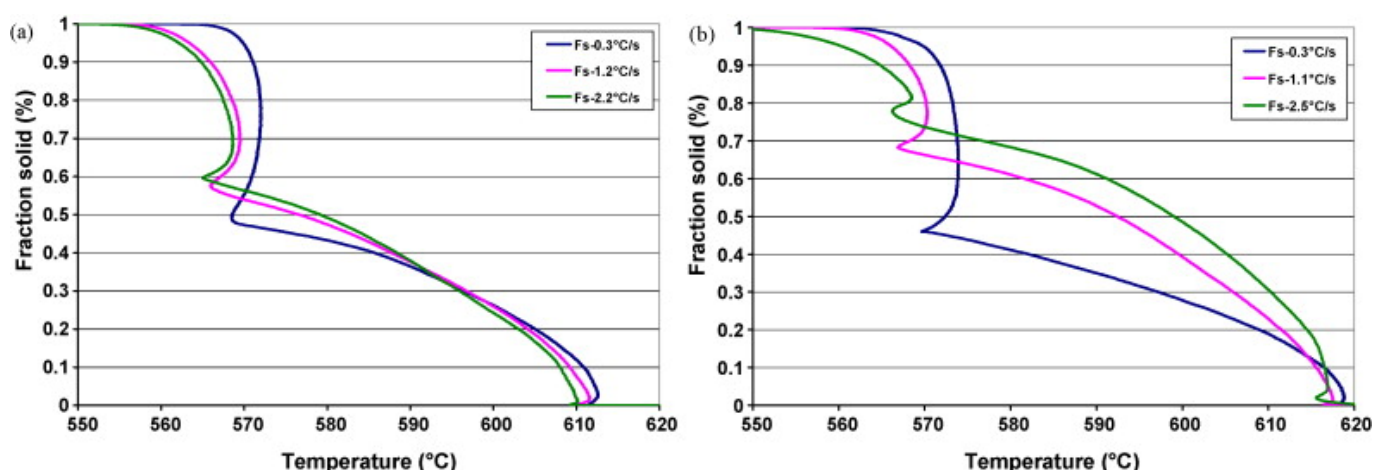 (a)
Fraction solid (%)
1
0.9
0.8
0.7
0.6
0.5
0.4
0.3
0.2
0.1
0
550 560 570 580 590 600 610 620
Temperature (°C)
Fs-0.3°C/s
Fs-1.2°C/s
Fs-2.2°C/s
(b)
Fraction solid (%)
1
0.9
0.8
0.7
0.6
0.5
0.4
0.3
0.2
0.1
0
550 560 570 580 590 600 610 620
Temperature (°C)
Fs-0.3°C/s
Fs-1.1°C/s
Fs-2.5°C/s